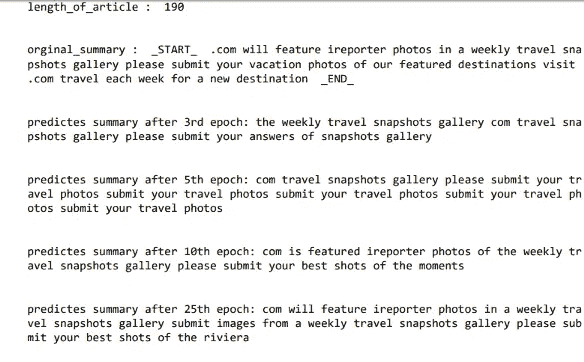 length_of_article :  190
orginal_summary :  _START_  .com will feature ireporter photos in a weekly travel sna
pshots gallery please submit your vacation photos of our featured destinations visit
.com travel each week for a new destination  _END_
predictes summary after 3rd epoch: the weekly travel snapshots gallery com travel sna
pshots gallery please submit your answers of snapshots gallery
predictes summary after 5th epoch: com travel snapshots gallery please submit your tr
avel photos submit your travel photos submit your travel photos submit your travel ph
otos submit your travel photos
predictes summary after 10th epoch: com is featured ireporter photos of the weekly tr
avel snapshots gallery please submit your best shots of the moments
predictes summary after 25th epoch: com will feature ireporter photos in a weekly tra
vel snapshots gallery submit images from a weekly travel snapshots gallery please sub
mit your best shots of the riviera